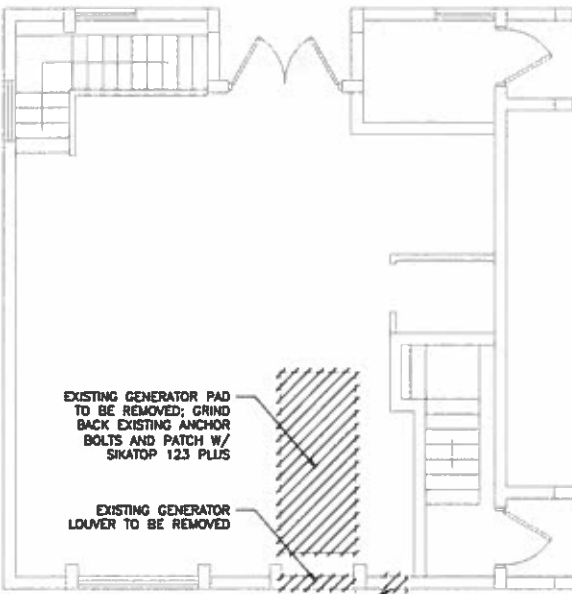 EXISTING GENERATOR PAD
TO BE REMOVED; GRIND
BACK EXISTING ANCHOR
BOLTS AND PATCH W/
SIKATOP 123 PLUS
EXISTING GENERATOR
LOUVER TO BE REMOVED